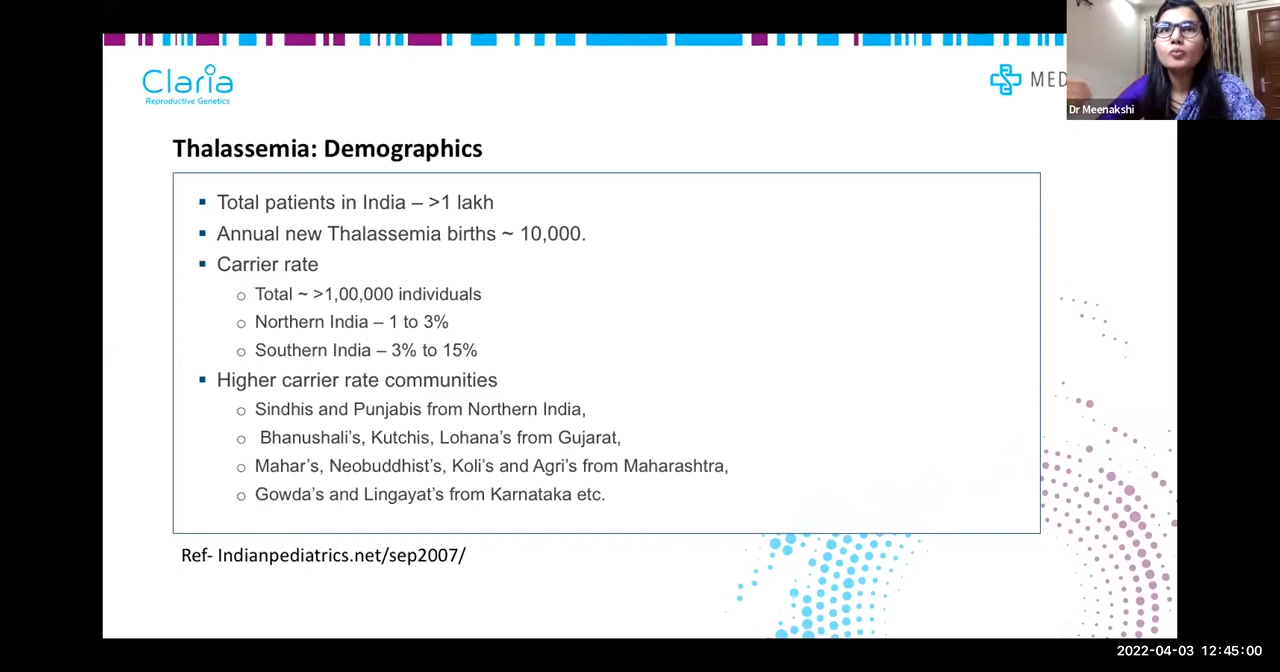 Claria
Reproductive Genetics
MED
Dr Meenakshi
Thalassemia: Demographics
▪ Total patients in India – >1 lakh
▪ Annual new Thalassemia births ~ 10,000.
▪ Carrier rate
o Total ~ >1,00,000 individuals
o Northern India – 1 to 3%
o Southern India – 3% to 15%
▪ Higher carrier rate communities
o Sindhis and Punjabis from Northern India,
o Bhanushali’s, Kutchis, Lohana’s from Gujarat,
o Mahar’s, Neobuddhist’s, Koli’s and Agri’s from Maharashtra,
o Gowda’s and Lingayat’s from Karnataka etc.
Ref- Indianpediatrics.net/sep2007/
2022-04-03 12:45:00